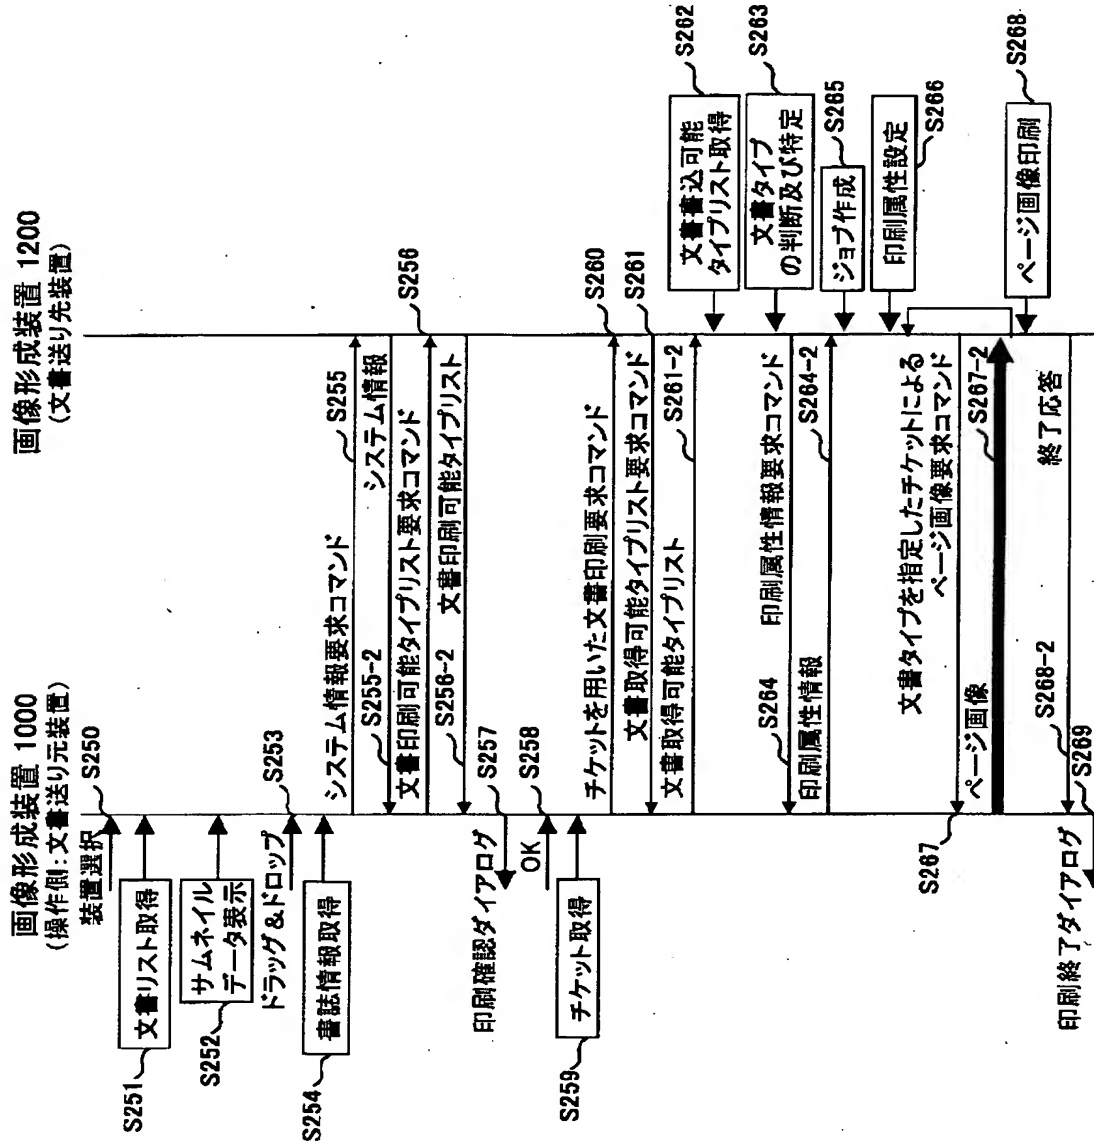 画像形成装置 1000
(操作側:文書送り元装置)
画像形成装置 1200
(文書送り先装置)
装置選択
S250
文書リスト取得
S251
サムネイル
データ表示
S252
ドラッグ&ドロップ
S253
書誌情報取得
S254
システム情報要求コマンド
S255
S255-2
システム情報
文書印刷可能タイプリスト要求コマンド
S256
S256-2
文書印刷可能タイプリスト
印刷確認ダイアログ
S257
OK
S258
チケット取得
S259
チケットを用いた文書印刷要求コマンド
S260
文書取得可能タイプリスト要求コマンド
S261
文書取得可能タイプリスト
S261-2
文書書込可能
タイプリスト取得
S262
文書タイプ
の判断及び特定
S263
S264
印刷属性情報要求コマンド
印刷属性情報
S264-2
ジョブ作成
S265
印刷属性設定
S266
文書タイプを指定したチケットによる
ページ画像要求コマンド
S267
ページ画像
S267-2
ページ画像印刷
S268
S268-2
終了応答
印刷終了ダイアログ
S269